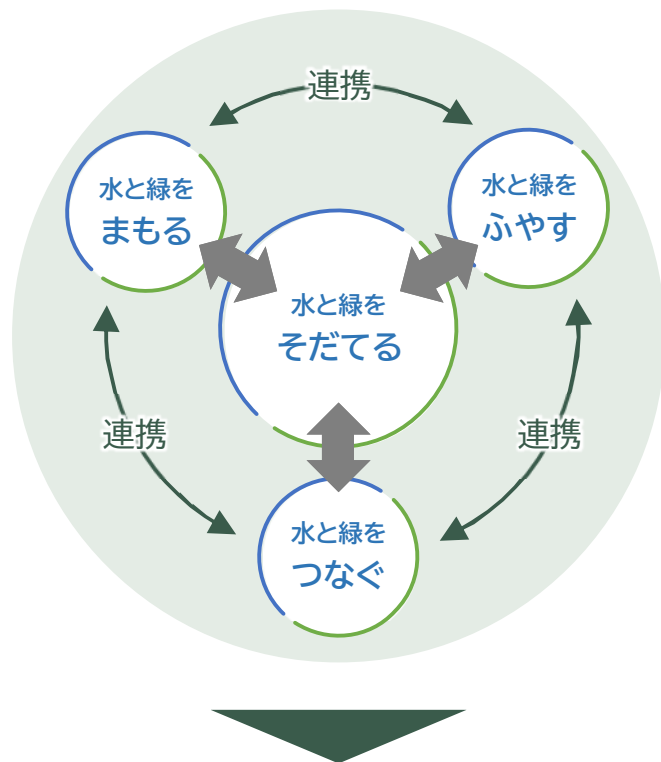 連携
水と緑を
まもる
水と緑を
ふやす
水と緑を
そだてる
連携
連携
水と緑を
つなぐ